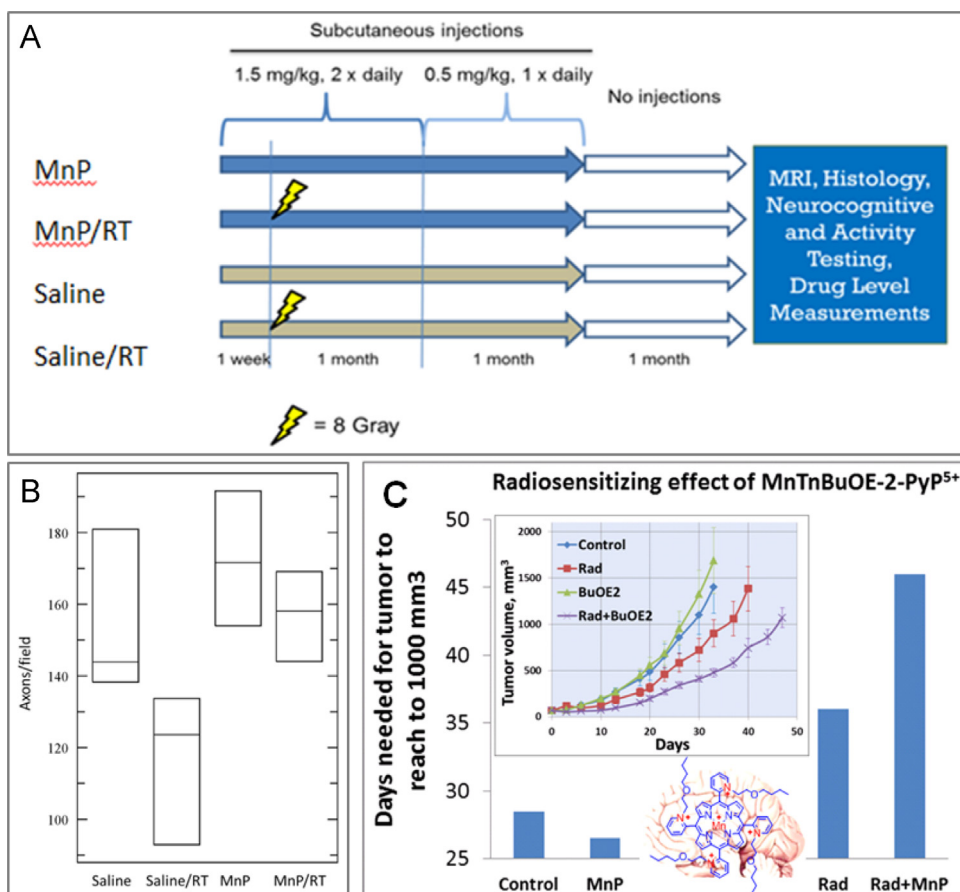 A
Subcutaneous injections
1.5 mg/kg, 2 x daily
0.5 mg/kg, 1 x daily
No injections
MnP
MnP/RT
Saline
Saline/RT
1 week
1 month
1 month
1 month
MRI, Histology,
Neurocognitive
and Activity
Testing,
Drug Level
Measurements
= 8 Gray
B
Axons/field
180
160
140
120
100
Saline
Saline/RT
MnP
MnP/RT
C
Radiosensitizing effect of MnTnBuOE-2-PyP⁵⁺
Days needed for tumor to
reach to 1000 mm3
50
45
40
35
30
25
Control
MnP
Rad
Rad+MnP
Tumor volume, mm³
2000
1500
1000
500
0
Control
Rad
BuOE2
Rad+BuOE2
0
10
20
30
40
50
Days
Mn
N
N
N
N
N
N
N
N
O
O
O
O